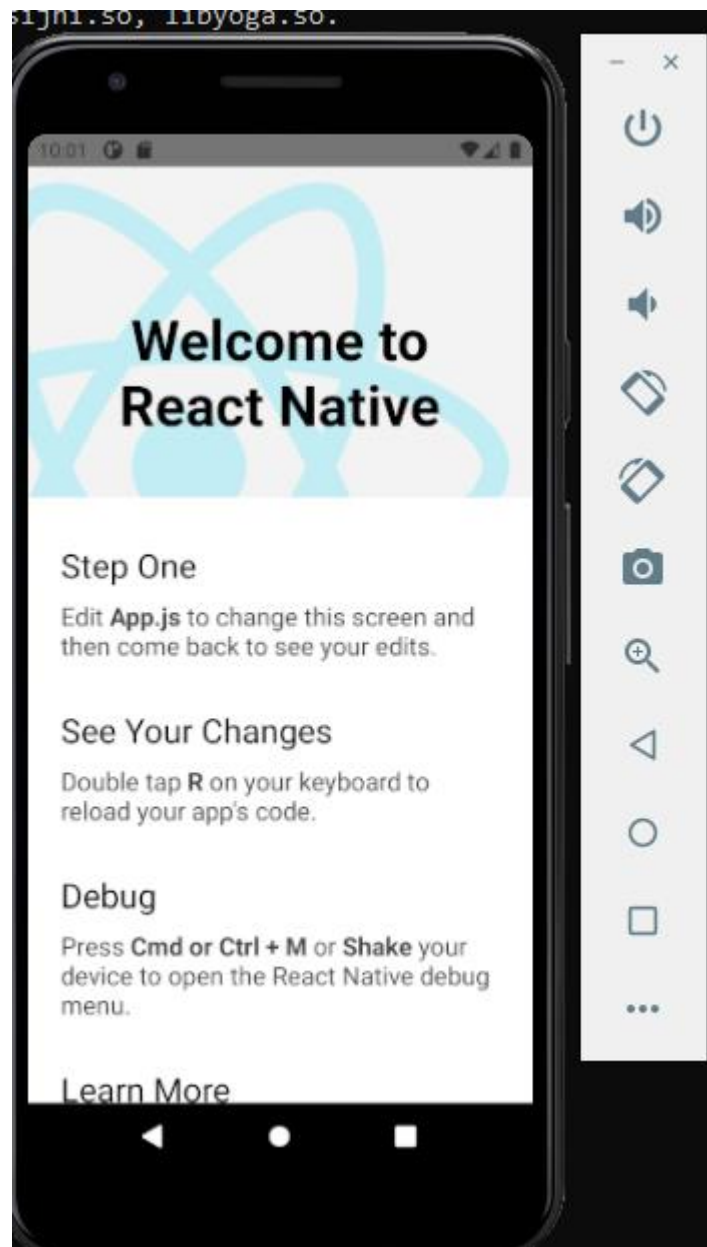 sijni.so, libyoga.so.
10:01
Welcome to
React Native
Step One
Edit App.js to change this screen and
then come back to see your edits.
See Your Changes
Double tap R on your keyboard to
reload your app's code.
Debug
Press Cmd or Ctrl + M or Shake your
device to open the React Native debug
menu.
Learn More